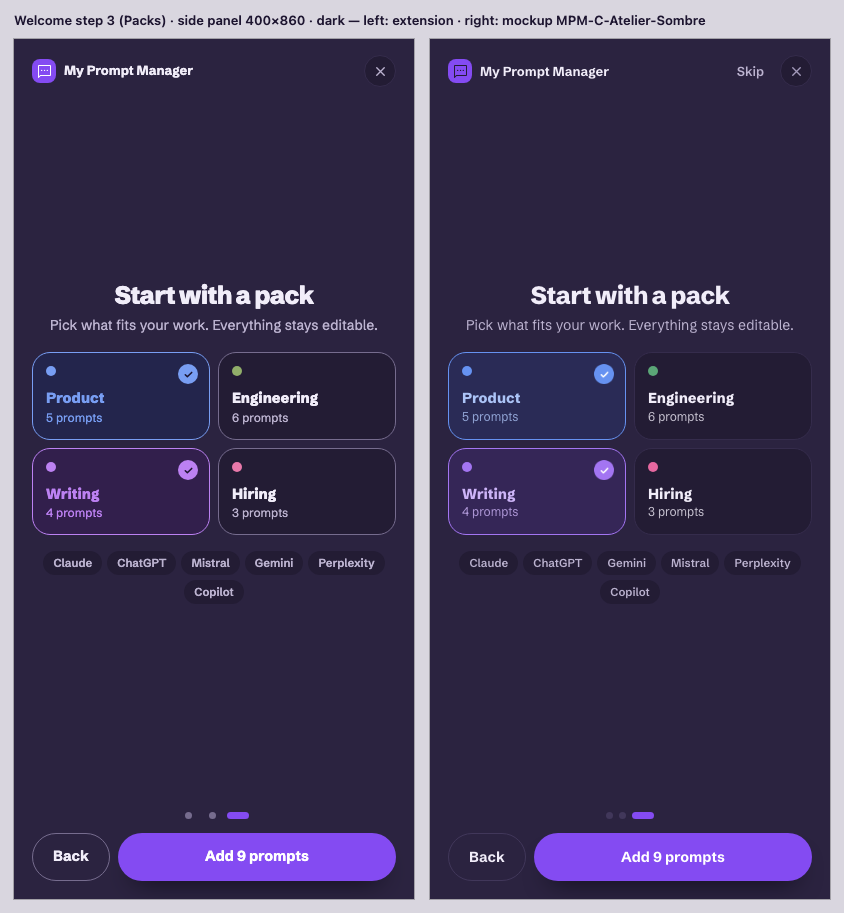 Welcome step 3 (Packs) · side panel 400×860 · dark — left: extension · right: mockup MPM-C-Atelier-Sombre
My Prompt Manager
Start with a pack
Pick what fits your work. Everything stays editable.
Product
5 prompts
Engineering
6 prompts
Writing
4 prompts
Hiring
3 prompts
Claude ChatGPT Mistral Gemini Perplexity
Copilot
Back
Add 9 prompts
My Prompt Manager
Skip
Start with a pack
Pick what fits your work. Everything stays editable.
Product
5 prompts
Engineering
6 prompts
Writing
4 prompts
Hiring
3 prompts
Claude ChatGPT Gemini Mistral Perplexity
Copilot
Back
Add 9 prompts